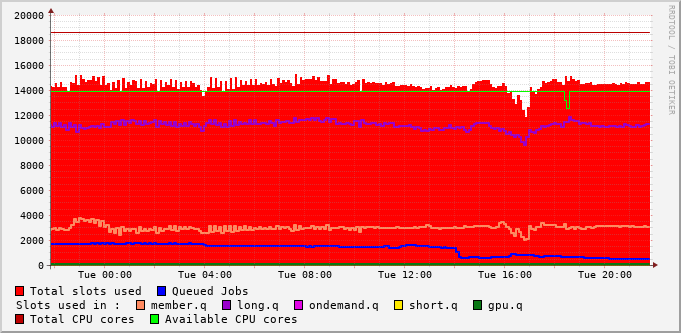 20000
18000
16000
14000
12000
10000
8000
6000
4000
2000
0
Tue 00:00 Tue 04:00 Tue 08:00 Tue 12:00 Tue 16:00 Tue 20:00
RRDTOOL / TOBI OETIKER
Total slots used Queued Jobs
Slots used in : member.q long.q ondemand.q short.q gpu.q
Total CPU cores Available CPU cores